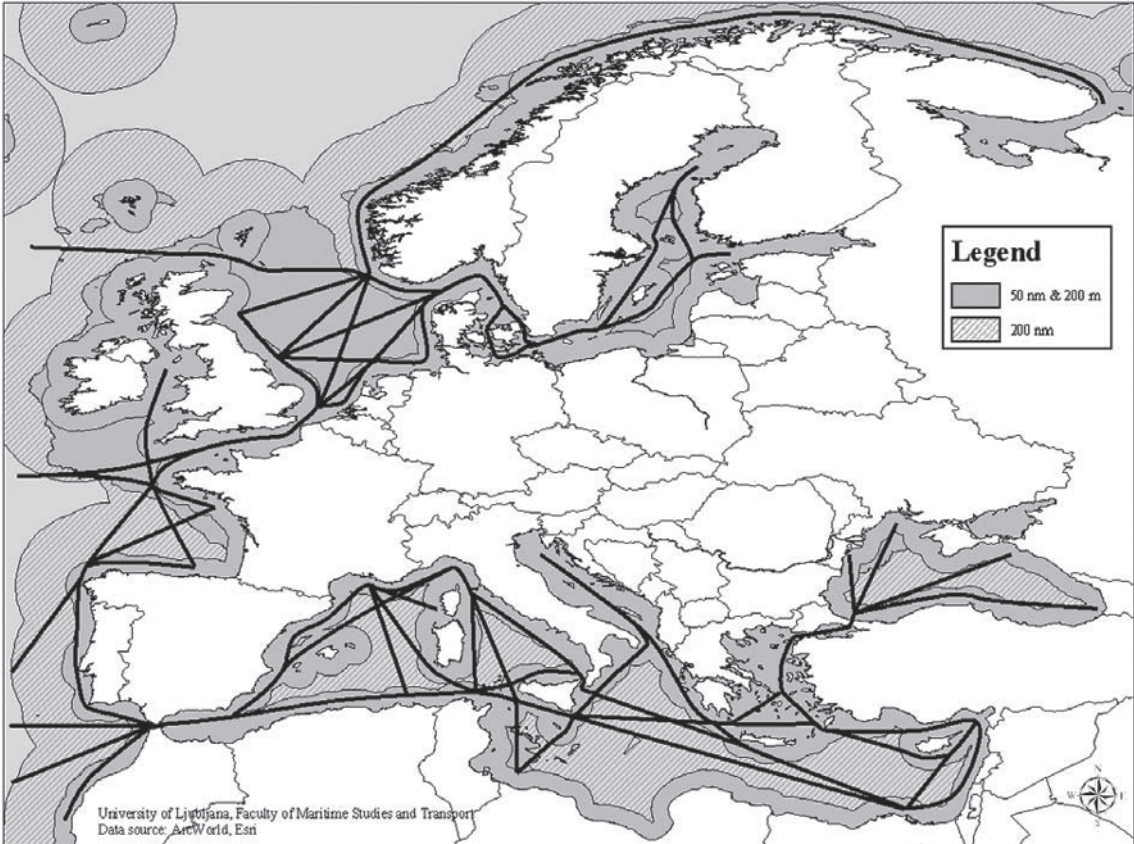 Legend
50 nm & 200 m
200 nm
N
W
E
S
University of Ljubljana, Faculty of Maritime Studies and Transport
Data source: ArcWorld, Esri